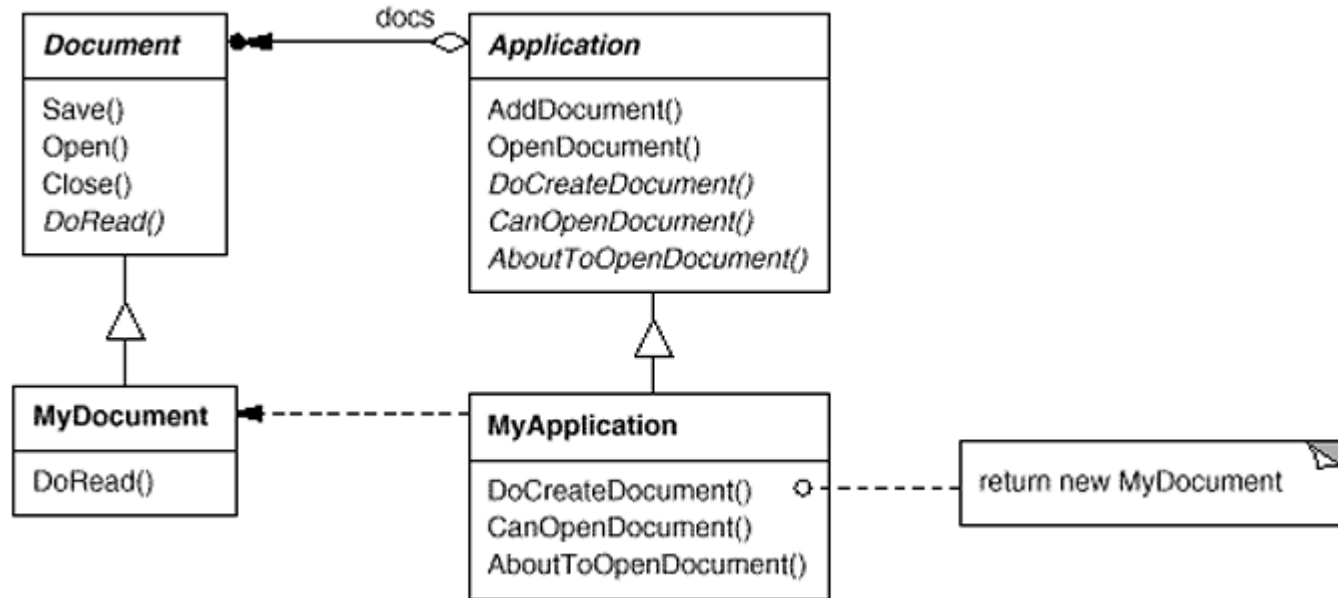 docs
Document
Save()
Open()
Close()
DoRead()
Application
AddDocument()
OpenDocument()
DoCreateDocument()
CanOpenDocument()
AboutToOpenDocument()
MyDocument
DoRead()
MyApplication
DoCreateDocument()
CanOpenDocument()
AboutToOpenDocument()
return new MyDocument